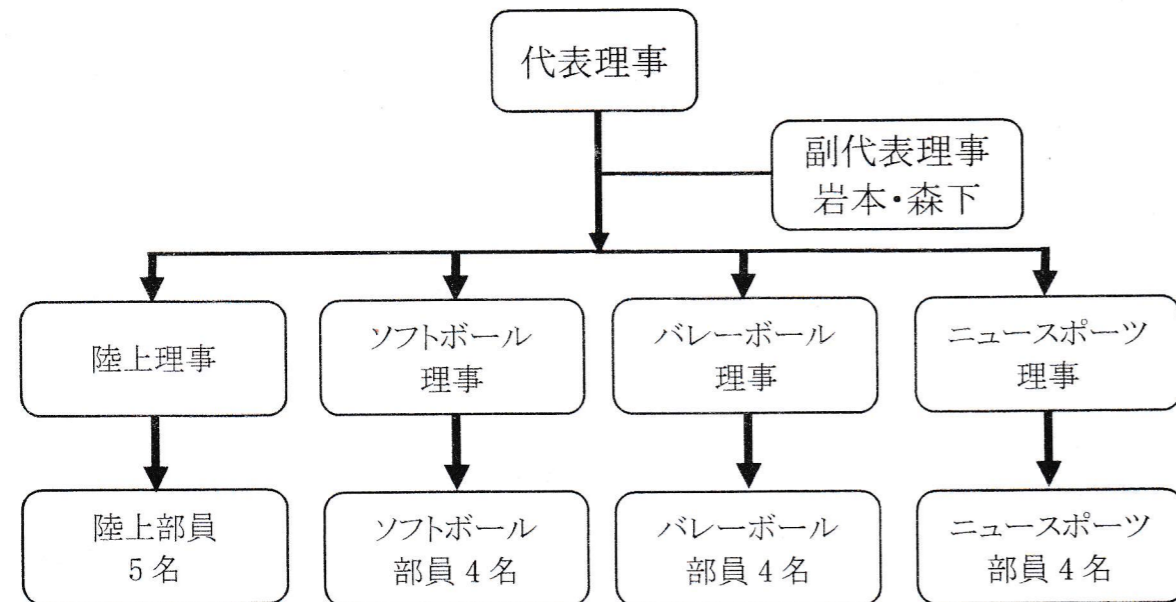 代表理事
副代表理事
岩本・森下
陸上理事
ソフトボール
理事
バレーボール
理事
ニュースポーツ
理事
陸上部員
5名
ソフトボール
部員4名
バレーボール
部員4名
ニュースポーツ
部員4名